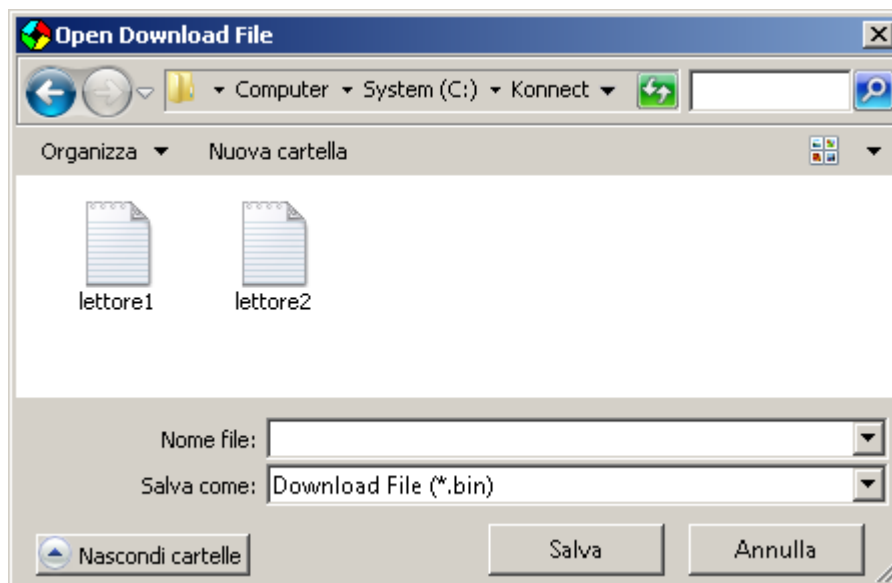 Open Download File
Computer System (C:) Konnect
Organizza Nuova cartella
lettore1 lettore2
Nome file:
Salva come: Download File (*.bin)
Nascondi cartelle Salva Annulla